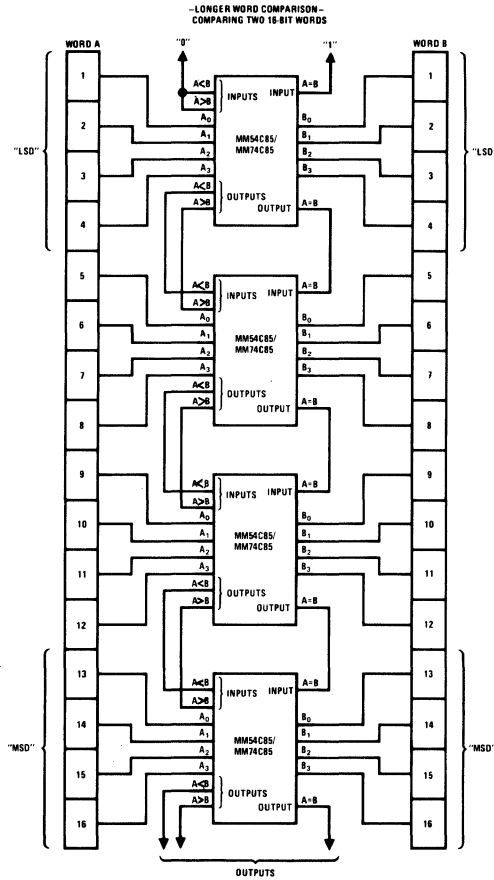 –LONGER WORD COMPARISON–
COMPARING TWO 16-BIT WORDS
WORD A "0" "1" WORD B
1 A<B INPUTS INPUT A=B 1
A>B
A0 B0
2 A1 MM54C85/ B1 2
"LSD" A2 MM74C85 B2 "LSD
3 A3 B3 3
A<B OUTPUTS
4 A>B OUTPUT A=B 4
5 A<B INPUTS INPUT A=B 5
A>B
A0 B0
6 A1 MM54C85/ B1 6
A2 MM74C85 B2
7 A3 B3 7
A<B OUTPUTS
8 A>B OUTPUT A=B 8
9 A<B INPUTS INPUT A=B 9
A>B
A0 B0
10 A1 MM54C85/ B1 10
A2 MM74C85 B2
11 A3 B3 11
A<B OUTPUTS
12 A>B OUTPUT A=B 12
13 A<B INPUTS INPUT A=B 13
A>B
A0 B0
14 A1 MM54C85/ B1 14
"MSD" A2 MM74C85 B2 "MSD'
15 A3 B3 15
A<B OUTPUTS
16 A>B OUTPUT A=B 16
OUTPUTS